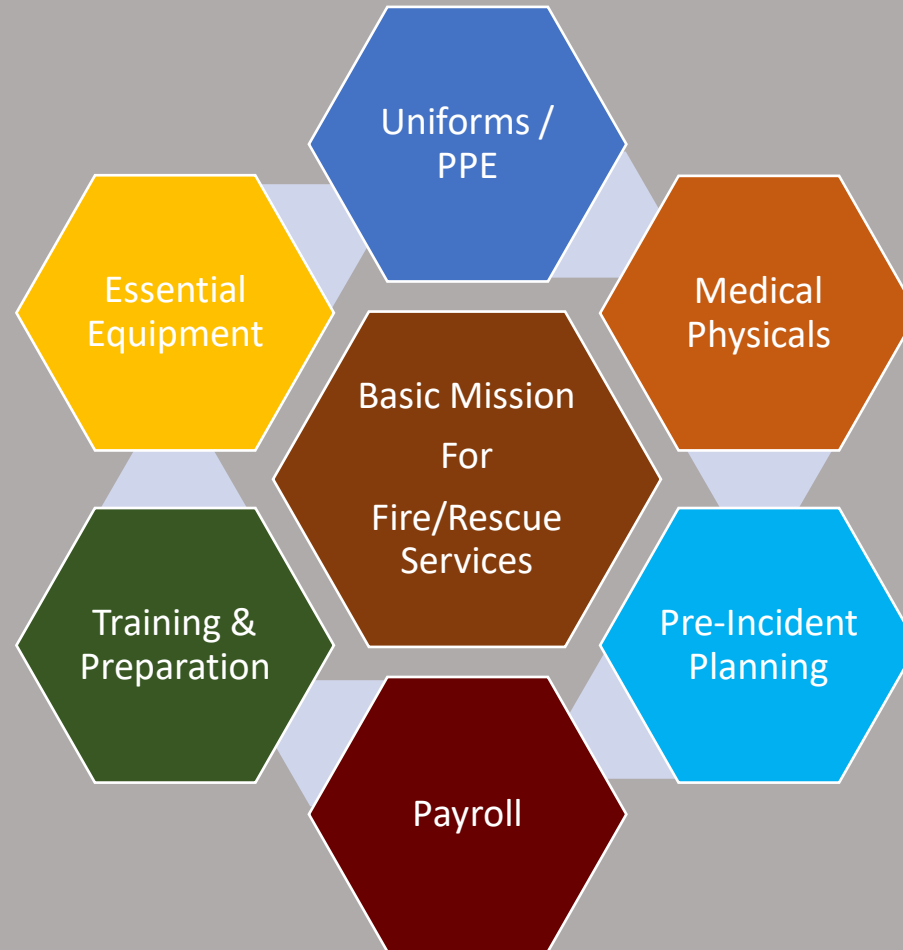 Uniforms /
PPE
Essential
Equipment
Medical
Physicals
Basic Mission
For
Fire/Rescue
Services
Training &
Preparation
Pre-Incident
Planning
Payroll